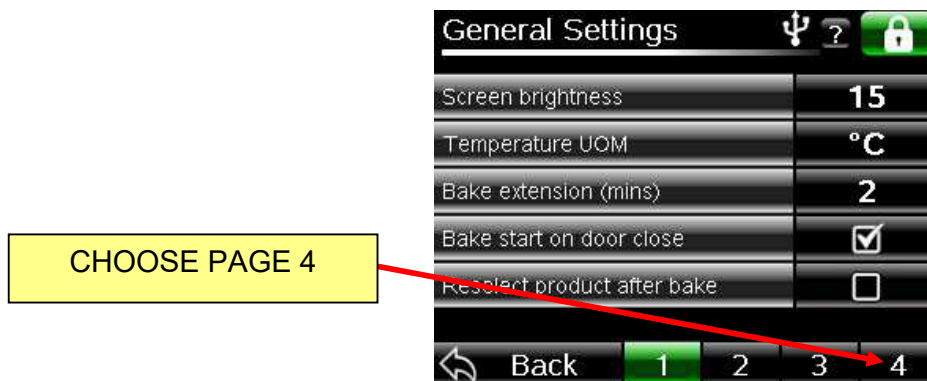 General Settings ?
Screen brightness 15
Temperature UOM °C
Bake extension (mins) 2
Bake start on door close
Reselect product after bake
CHOOSE PAGE 4
Back 1 2 3 4